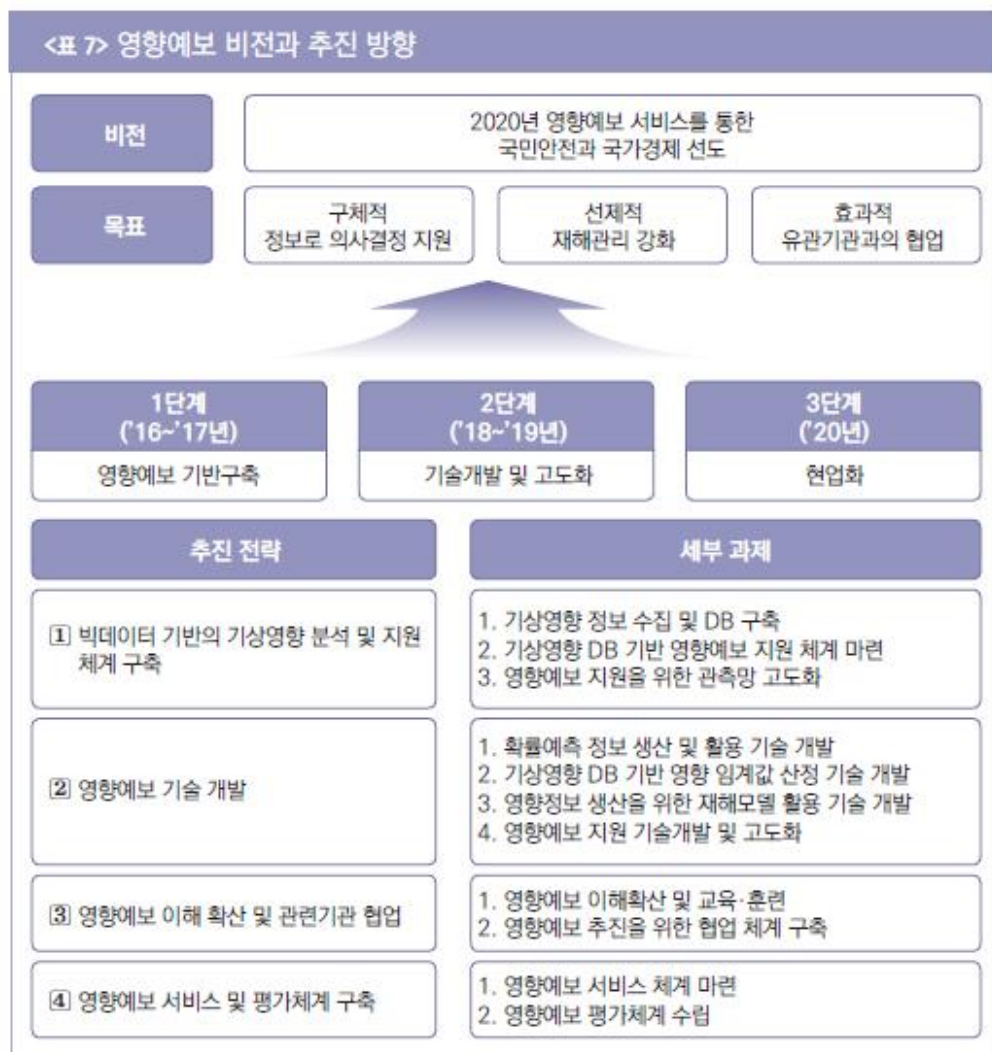 <표 7> 영향예보 비전과 추진 방향
비전
2020년 영향예보 서비스를 통한
국민안전과 국가경제 선도
목표
구체적
정보로 의사결정 지원
선제적
재해관리 강화
효과적
유관기관과의 협업
1단계
('16~'17년)
영향예보 기반구축
2단계
('18~'19년)
기술개발 및 고도화
3단계
('20년)
현업화
추진 전략
세부 과제
1 빅데이터 기반의 기상영향 분석 및 지원
체계 구축
1. 기상영향 정보 수집 및 DB 구축
2. 기상영향 DB 기반 영향예보 지원 체계 마련
3. 영향예보 지원을 위한 관측망 고도화
2 영향예보 기술 개발
1. 확률예측 정보 생산 및 활용 기술 개발
2. 기상영향 DB 기반 영향 임계값 산정 기술 개발
3. 영향정보 생산을 위한 재해모델 활용 기술 개발
4. 영향예보 지원 기술개발 및 고도화
3 영향예보 이해 확산 및 관련기관 협업
1. 영향예보 이해확산 및 교육·훈련
2. 영향예보 추진을 위한 협업 체계 구축
4 영향예보 서비스 및 평가체계 구축
1. 영향예보 서비스 체계 마련
2. 영향예보 평가체계 수립